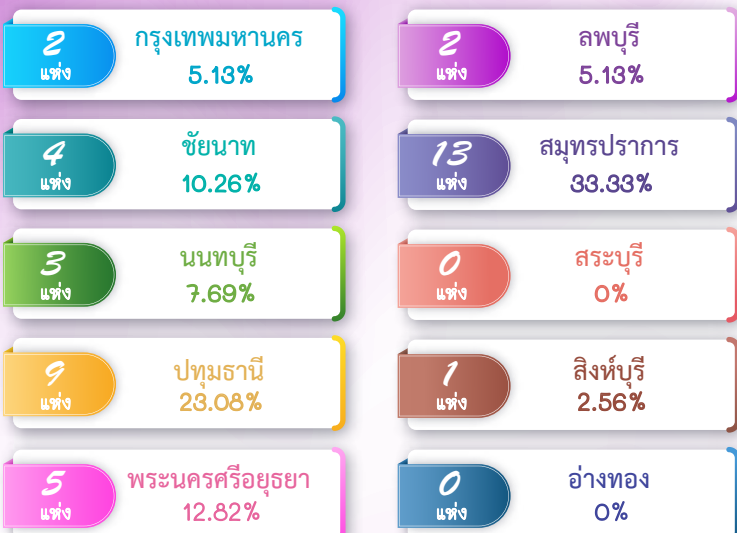 2
แห่ง
กรุงเทพมหานคร
5.13%
2
แห่ง
ลพบุรี
5.13%
4
แห่ง
ชัยนาท
10.26%
13
แห่ง
สมุทรปราการ
33.33%
3
แห่ง
นนทบุรี
7.69%
0
แห่ง
สระบุรี
0%
9
แห่ง
ปทุมธานี
23.08%
1
แห่ง
สิงห์บุรี
2.56%
5
แห่ง
พระนครศรีอยุธยา
12.82%
0
แห่ง
อ่างทอง
0%